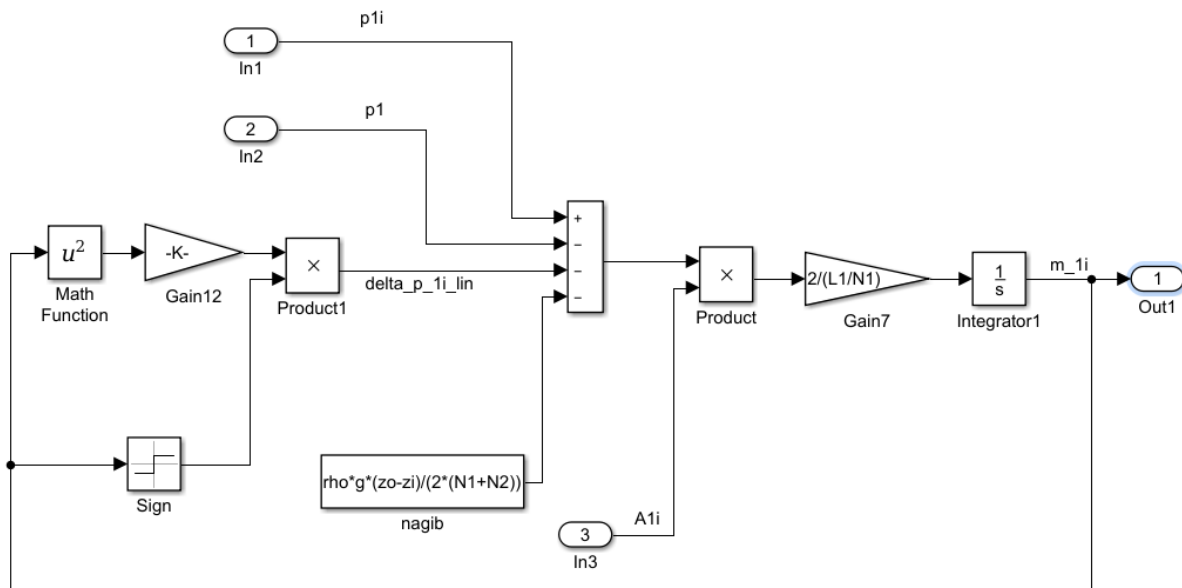 p1i
1
In1
p1
2
In2
u²
Math
Function
-K-
Gain12
×
Product1
delta_p_1i_lin
+
−
−
−
×
Product
2/(L1/N1)
Gain7
1
s
Integrator1
m_1i
1
Out1
Sign
rho*g*(zo-zi)/(2*(N1+N2))
nagib
A1i
3
In3